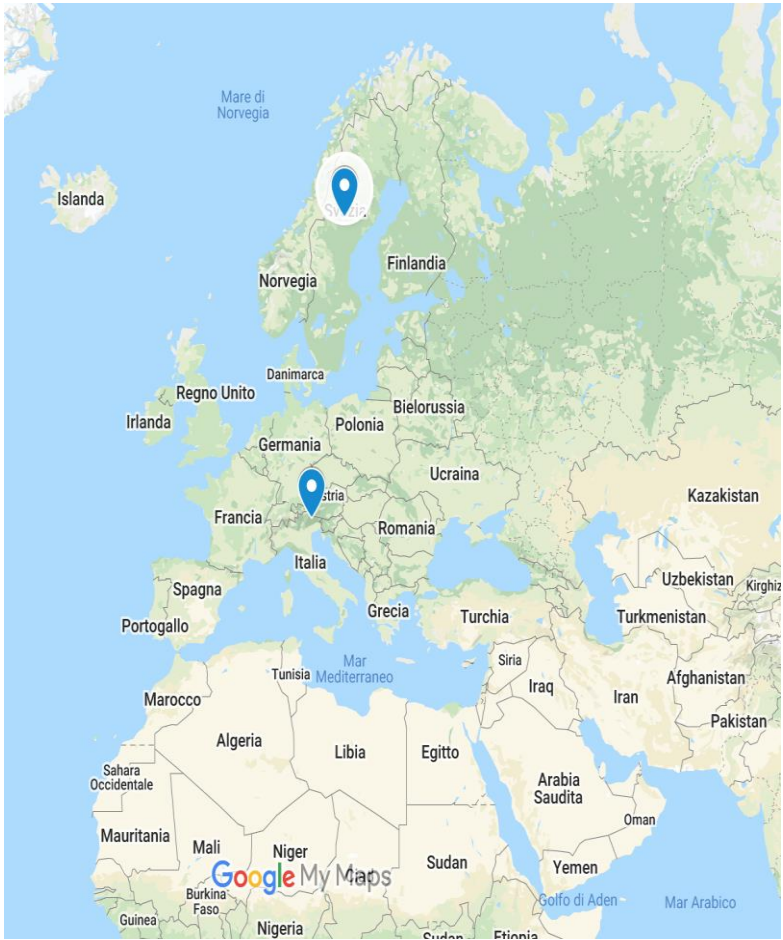 Mare di
Norvegia
Islanda
Svezia
Finlandia
Norvegia
Danimarca
Regno Unito
Irlanda
Bielorussia
Polonia
Germania
Ucraina
Kazakistan
Francia
Romania
Italia
Uzbekistan
Kirghiz
Spagna
Grecia
Turchia
Turkmenistan
Portogallo
Mar
Mediterraneo
Tunisia
Siria
Iraq
Iran
Afghanistan
Marocco
Pakistan
Algeria
Libia
Egitto
Sahara
Occidentale
Arabia
Saudita
Oman
Mauritania
Mali
Niger
Sudan
Yemen
Google My Maps
Burkina
Faso
Golfo di Aden
Mar Arabico
Guinea
Nigeria